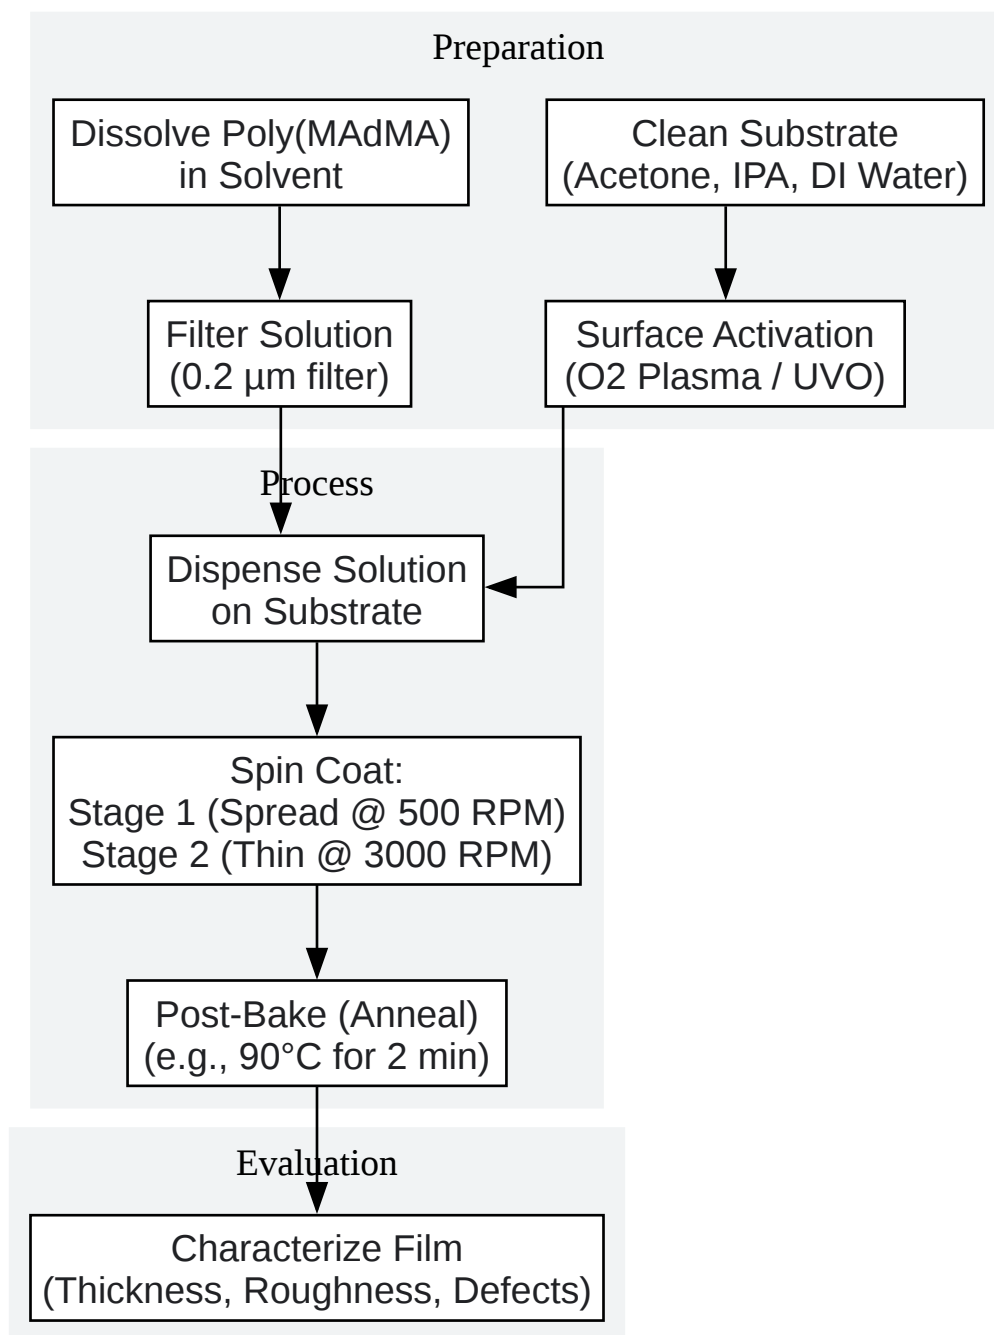 Preparation
Dissolve Poly(MAdMA)
in Solvent
Clean Substrate
(Acetone, IPA, DI Water)
Filter Solution
(0.2 µm filter)
Surface Activation
(O2 Plasma / UVO)
Process
Dispense Solution
on Substrate
Spin Coat:
Stage 1 (Spread @ 500 RPM)
Stage 2 (Thin @ 3000 RPM)
Post-Bake (Anneal)
(e.g., 90°C for 2 min)
Evaluation
Characterize Film
(Thickness, Roughness, Defects)